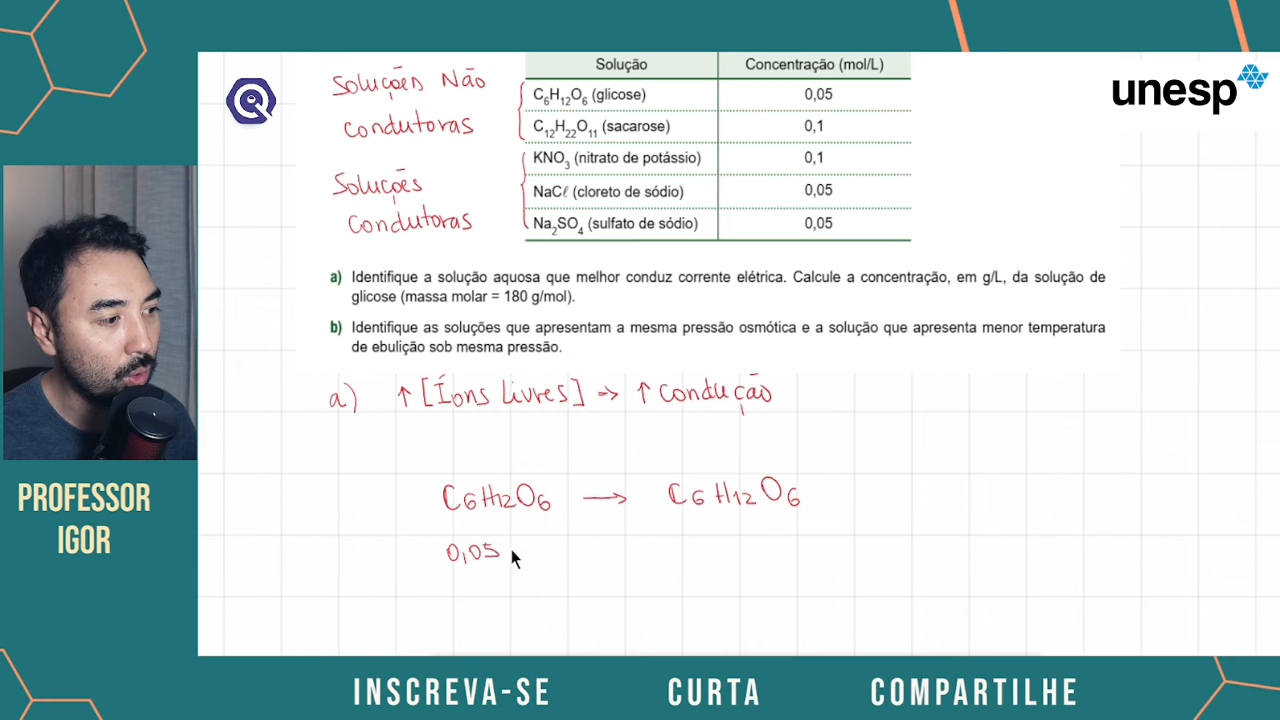 unesp
Soluções Não
Condutoras
Soluções
Condutoras
Solução Concentração (mol/L)
C6H12O6 (glicose) 0,05
C12H22O11 (sacarose) 0,1
KNO3 (nitrato de potássio) 0,1
NaCℓ (cloreto de sódio) 0,05
Na2SO4 (sulfato de sódio) 0,05
a) Identifique a solução aquosa que melhor conduz corrente elétrica. Calcule a concentração, em g/L, da solução de
glicose (massa molar = 180 g/mol).
b) Identifique as soluções que apresentam a mesma pressão osmótica e a solução que apresenta menor temperatura
de ebulição sob mesma pressão.
a) ↑ [Íons Livres] => ↑ Condução
C6H12O6 → C6H12O6
0,05
PROFESSOR
IGOR
INSCREVA-SE CURTA COMPARTILHE